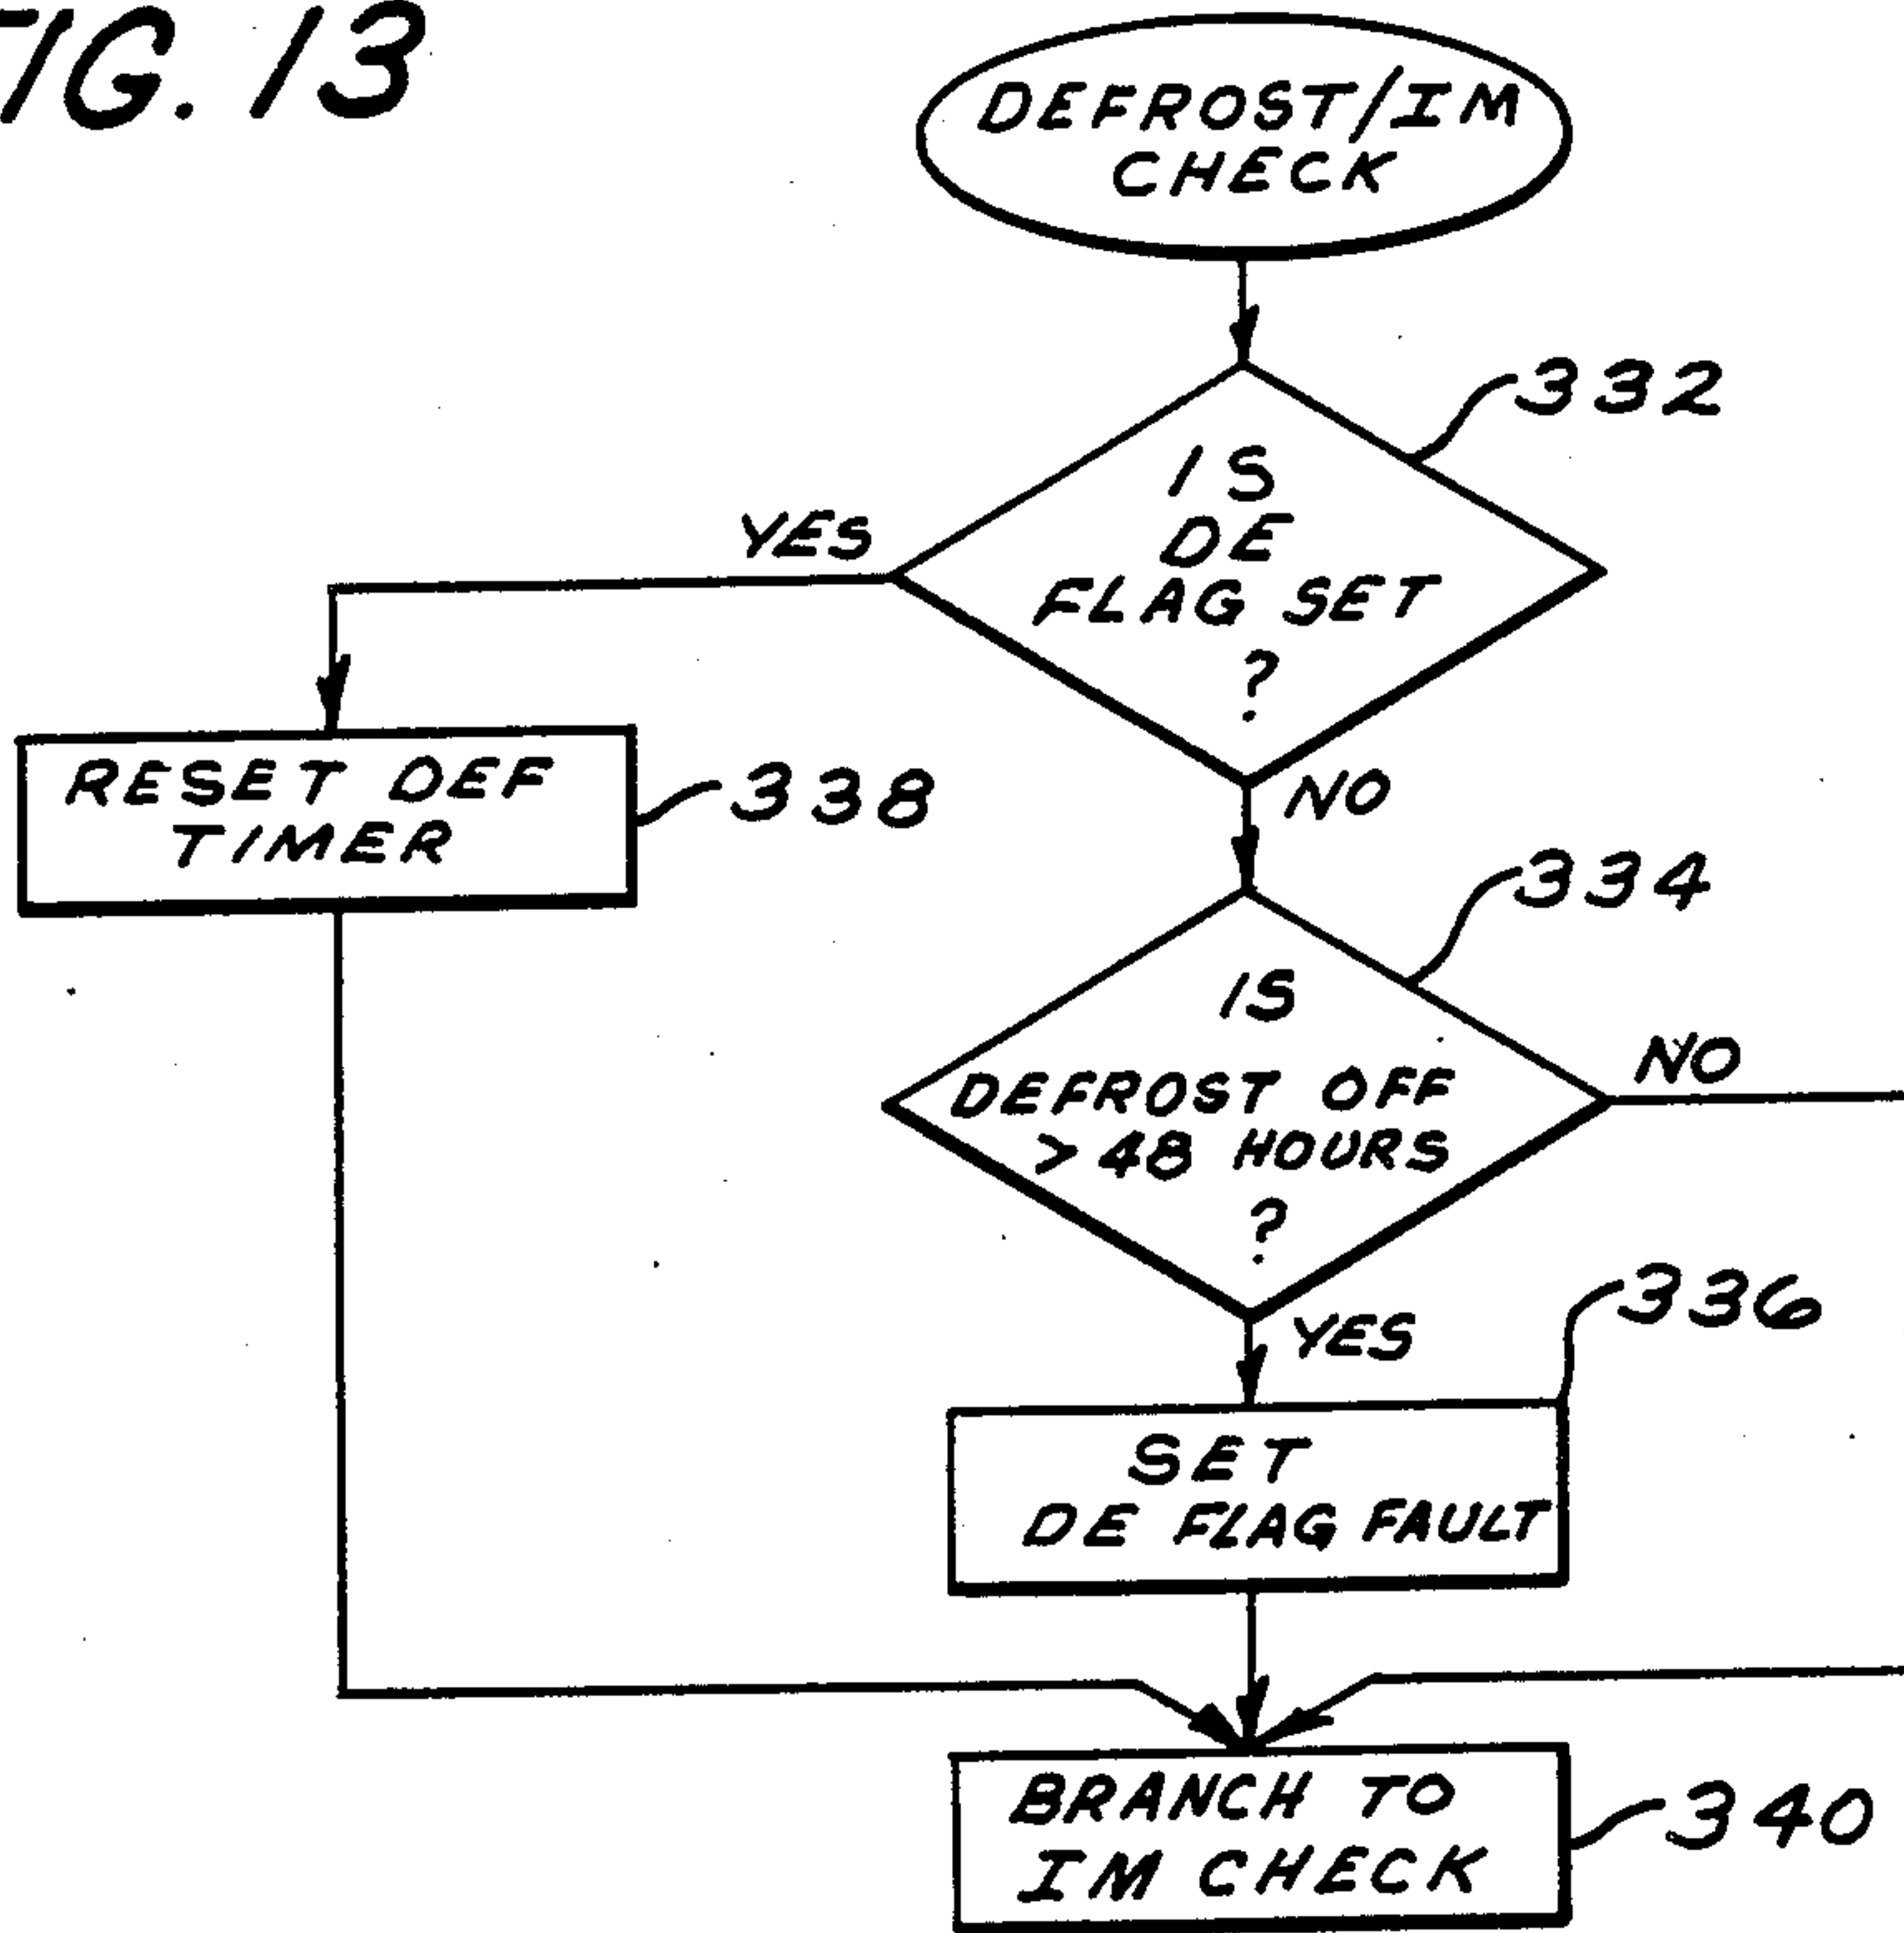 FIG. 13
DEFROST/IM
CHECK
332
IS
DE
FLAG SET
?
YES
NO
RESET DEF
TIMER
338
334
IS
DEFROST OFF
> 48 HOURS
?
NO
YES
336
SET
DE FLAG FAULT
BRANCH TO
IM CHECK
340